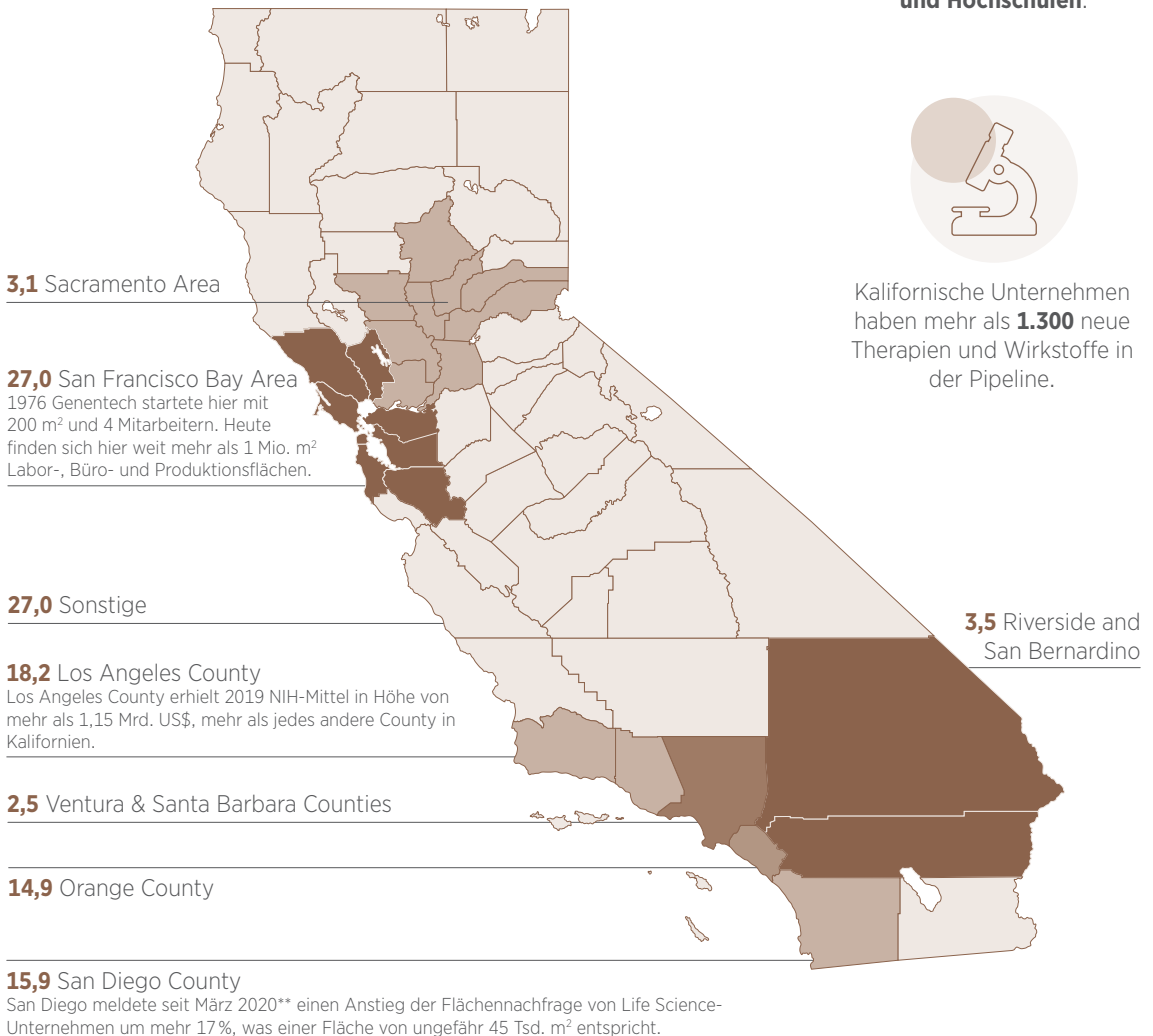 und Hochschulen.
Kalifornische Unternehmen
haben mehr als 1.300 neue
Therapien und Wirkstoffe in
der Pipeline.
3,1 Sacramento Area
27,0 San Francisco Bay Area
1976 Genentech startete hier mit
200 m² und 4 Mitarbeitern. Heute
finden sich hier weit mehr als 1 Mio. m²
Labor-, Büro- und Produktionsflächen.
27,0 Sonstige
3,5 Riverside and
San Bernardino
18,2 Los Angeles County
Los Angeles County erhielt 2019 NIH-Mittel in Höhe von
mehr als 1,15 Mrd. US$, mehr als jedes andere County in
Kalifornien.
2,5 Ventura & Santa Barbara Counties
14,9 Orange County
15,9 San Diego County
San Diego meldete seit März 2020** einen Anstieg der Flächennachfrage von Life Science-
Unternehmen um mehr 17%, was einer Fläche von ungefähr 45 Tsd. m² entspricht.